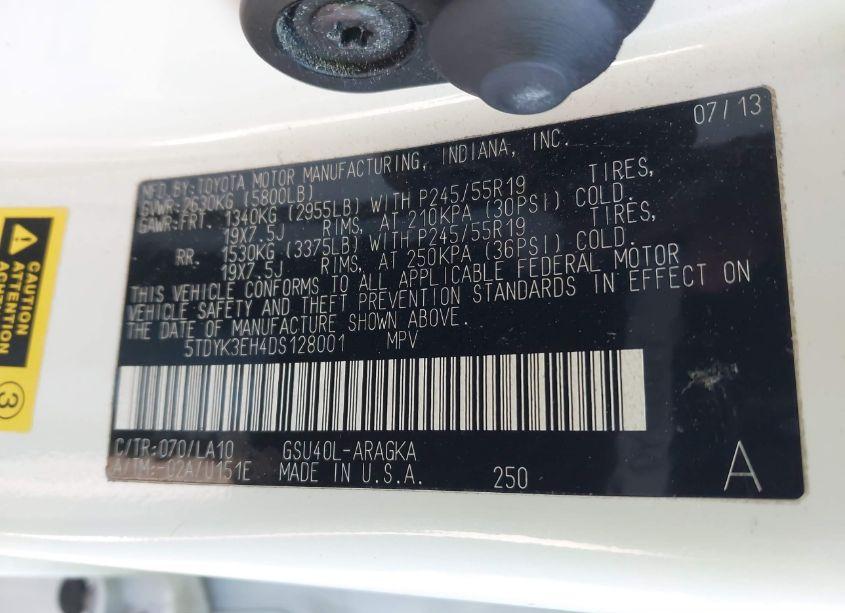 07/13
MFD.BY:TOYOTA MOTOR MANUFACTURING, INDIANA, INC.
GVWR:2630KG (5800LB)
GAWR:FRT. 1340KG (2955LB) WITH P245/55R19 TIRES,
19X7.5J RIMS, AT 210KPA (30PSI) COLD.
RR. 1530KG (3375LB) WITH P245/55R19 TIRES,
19X7.5J RIMS, AT 250KPA (36PSI) COLD.
THIS VEHICLE CONFORMS TO ALL APPLICABLE FEDERAL MOTOR
VEHICLE SAFETY AND THEFT PREVENTION STANDARDS IN EFFECT ON
THE DATE OF MANUFACTURE SHOWN ABOVE.
5TDYK3EH4DS128001 MPV
C/TR:070/LA10 GSU40L-ARAGKA
A/TM:-02A/U151E MADE IN U.S.A. 250 A
CAUTION
ATTENTION
ACHTUNG
3